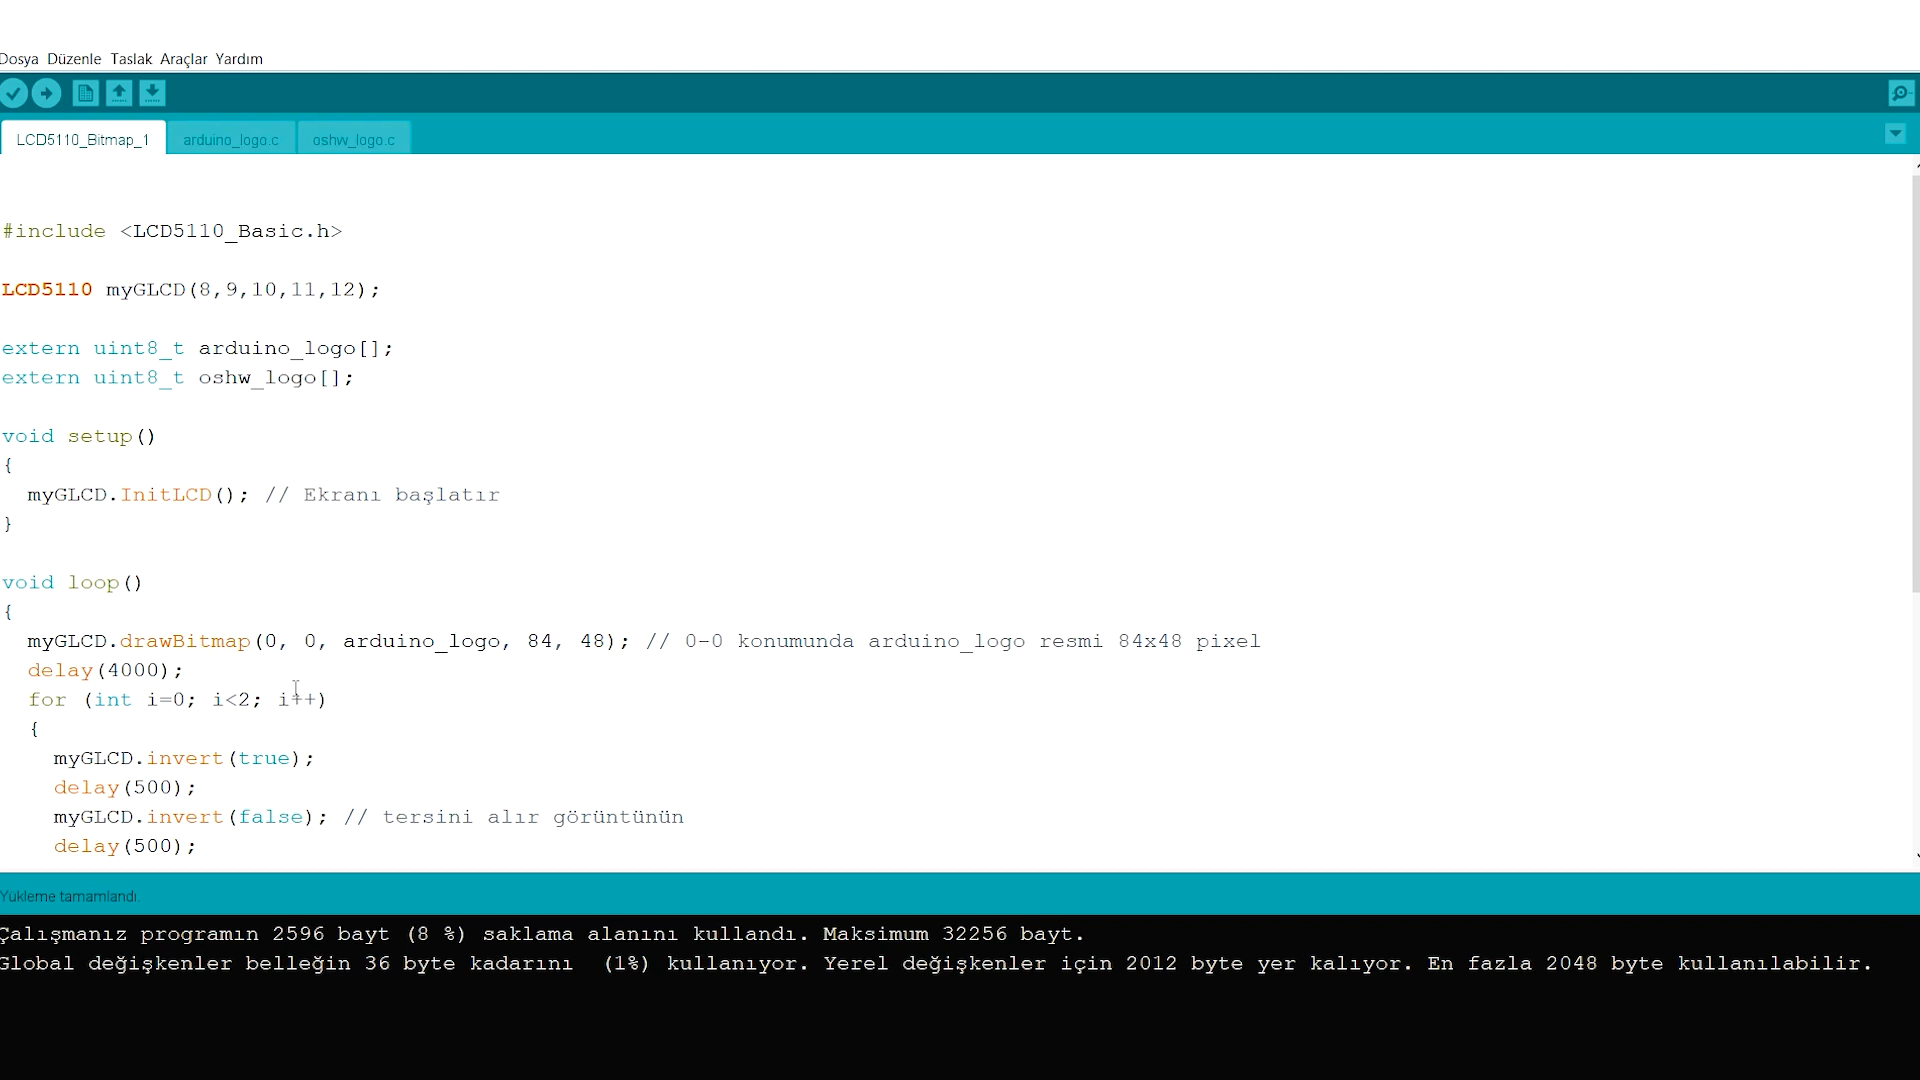 Dosya Düzenle Taslak Araçlar Yardım
LCD5110_Bitmap_1 arduino_logo.c oshw_logo.c
#include <LCD5110_Basic.h>
LCD5110 myGLCD(8,9,10,11,12);
extern uint8_t arduino_logo[];
extern uint8_t oshw_logo[];
void setup()
{
myGLCD.InitLCD(); // Ekranı başlatır
}
void loop()
{
myGLCD.drawBitmap(0, 0, arduino_logo, 84, 48); // 0-0 konumunda arduino_logo resmi 84x48 pixel
delay(4000);
for (int i=0; i<2; i++)
{
myGLCD.invert(true);
delay(500);
myGLCD.invert(false); // tersini alır görüntünün
delay(500);
Yükleme tamamlandı.
Çalışmanız programın 2596 bayt (8 %) saklama alanını kullandı. Maksimum 32256 bayt.
Global değişkenler belleğin 36 byte kadarını (1%) kullanıyor. Yerel değişkenler için 2012 byte yer kalıyor. En fazla 2048 byte kullanılabilir.